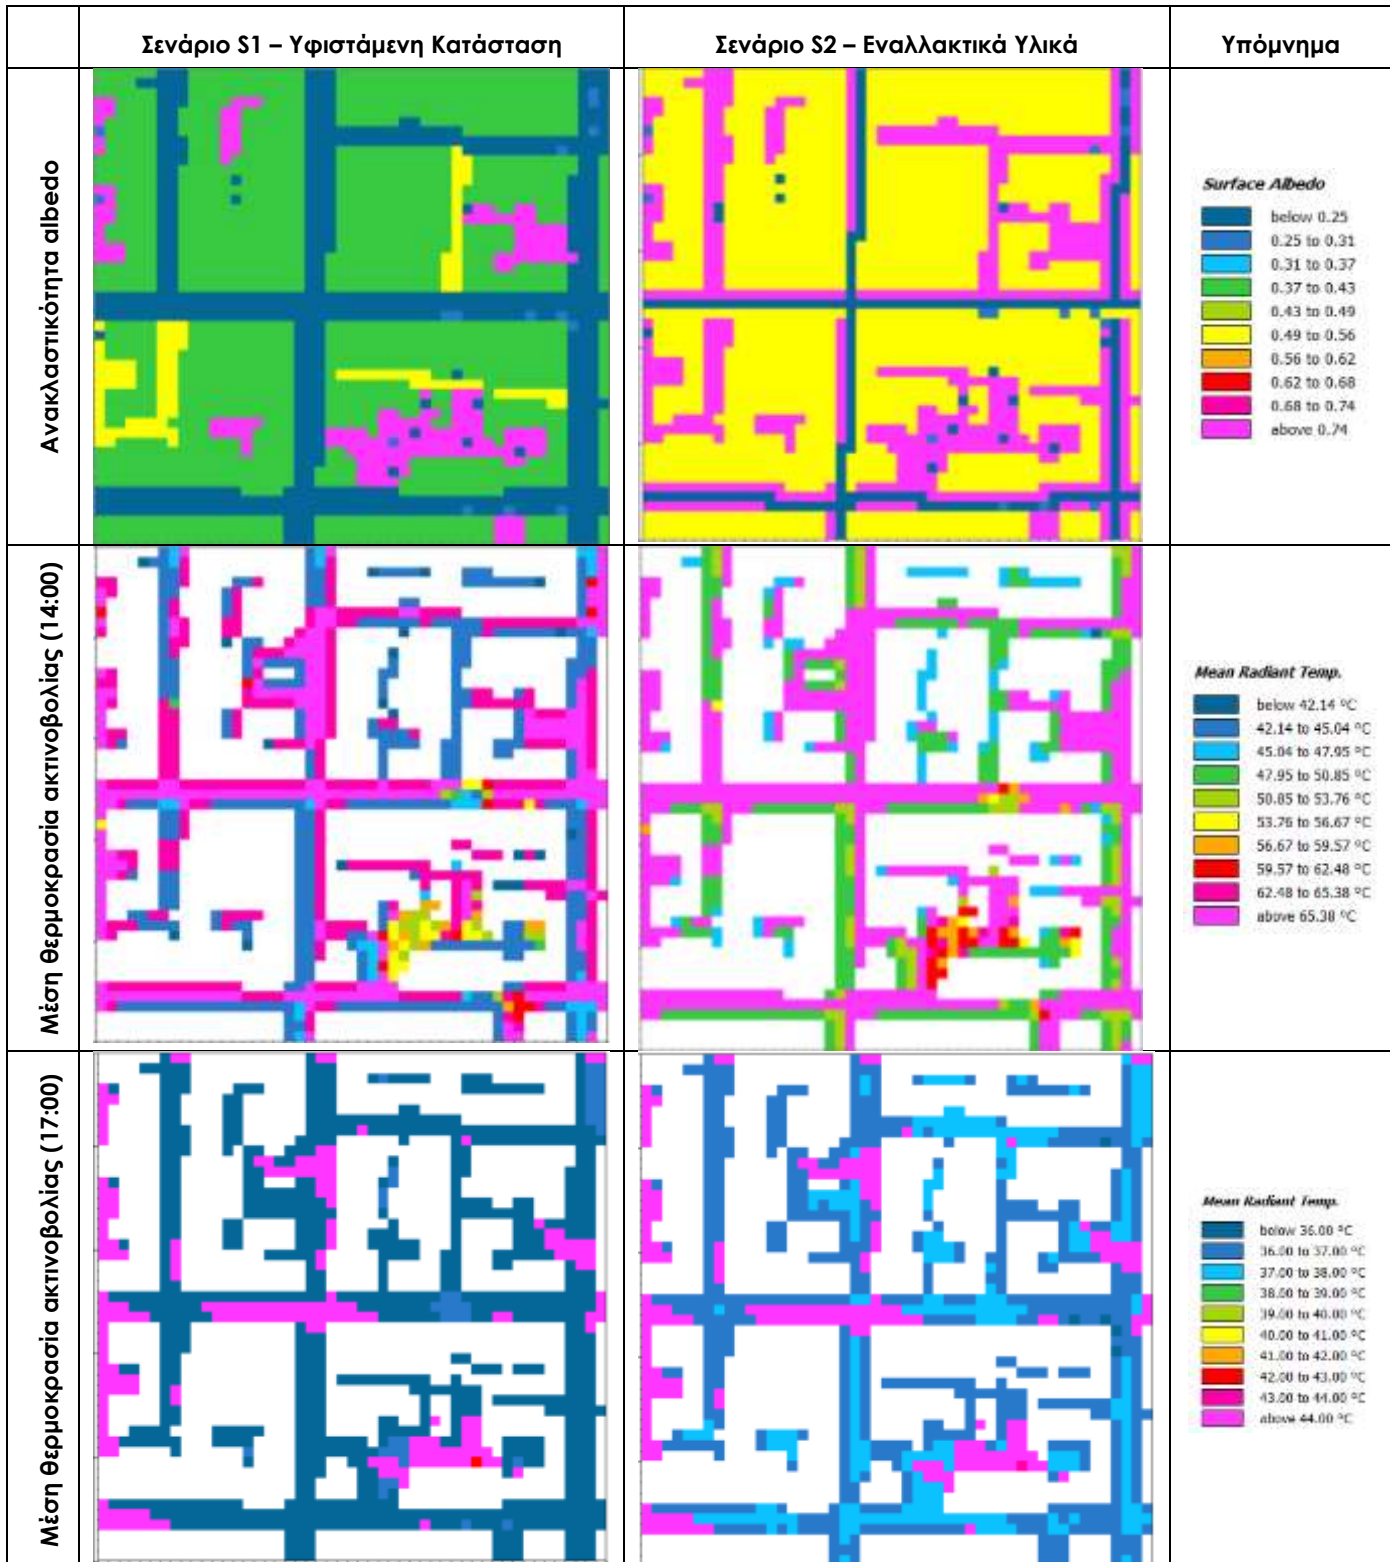 Σενάριο S1 – Υφιστάμενη Κατάσταση
Σενάριο S2 – Εναλλακτικά Υλικά
Υπόμνημα
Ανακλαστικότητα albedo
Surface Albedo
below 0.25
0.25 to 0.31
0.31 to 0.37
0.37 to 0.43
0.43 to 0.49
0.49 to 0.56
0.56 to 0.62
0.62 to 0.68
0.68 to 0.74
above 0.74
Μέση θερμοκρασία ακτινοβολίας (14:00)
Mean Radiant Temp.
below 42.14 °C
42.14 to 45.04 °C
45.04 to 47.95 °C
47.95 to 50.85 °C
50.85 to 53.76 °C
53.76 to 56.67 °C
56.67 to 59.57 °C
59.57 to 62.48 °C
62.48 to 65.38 °C
above 65.38 °C
Μέση θερμοκρασία ακτινοβολίας (17:00)
Mean Radiant Temp.
below 36.00 °C
36.00 to 37.00 °C
37.00 to 38.00 °C
38.00 to 39.00 °C
39.00 to 40.00 °C
40.00 to 41.00 °C
41.00 to 42.00 °C
42.00 to 43.00 °C
43.00 to 44.00 °C
above 44.00 °C